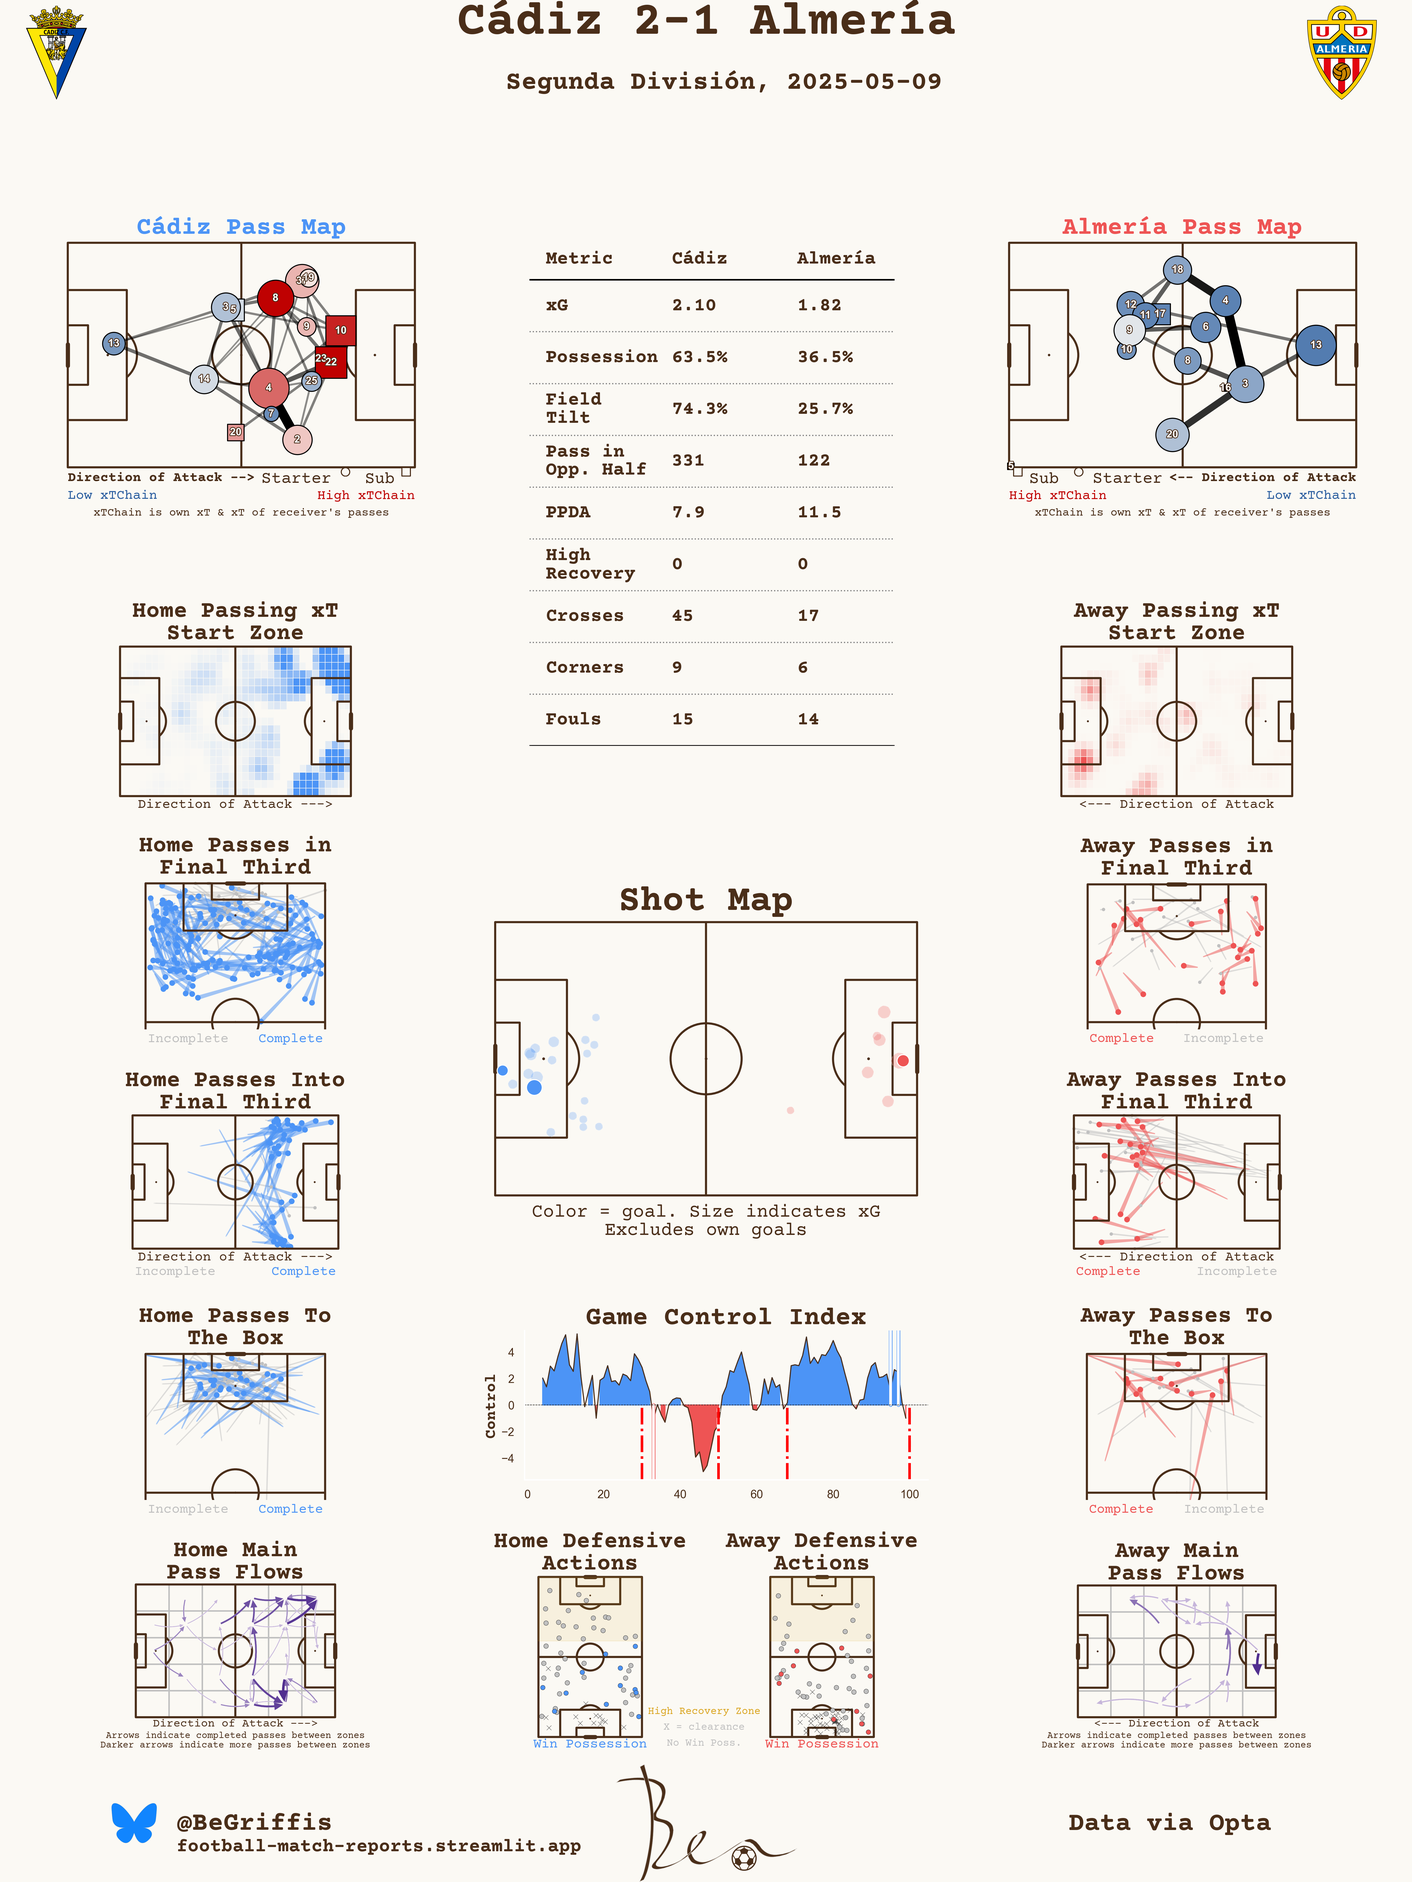 Cádiz 2-1 Almería
Segunda División, 2025-05-09
CADIZ C.F.
U D
ALMERIA
Cádiz Pass Map
13
3
5
14
8
19
9
10
23
22
4
25
7
20
2
Direction of Attack --> Starter Sub
Low xTChain High xTChain
xTChain is own xT & xT of receiver's passes
Metric Cádiz Almería
xG 2.10 1.82
Possession 63.5% 36.5%
Field
Tilt 74.3% 25.7%
Pass in
Opp. Half 331 122
PPDA 7.9 11.5
High
Recovery 0 0
Crosses 45 17
Corners 9 6
Fouls 15 14
Almería Pass Map
18
12
11
17
4
9
6
10
8
13
16
3
20
5
Sub Starter <-- Direction of Attack
High xTChain Low xTChain
xTChain is own xT & xT of receiver's passes
Home Passing xT
Start Zone
Direction of Attack --->
Away Passing xT
Start Zone
<--- Direction of Attack
Home Passes in
Final Third
Incomplete Complete
Away Passes in
Final Third
Complete Incomplete
Shot Map
Color = goal. Size indicates xG
Excludes own goals
Home Passes Into
Final Third
Direction of Attack --->
Incomplete Complete
Away Passes Into
Final Third
<--- Direction of Attack
Complete Incomplete
Home Passes To
The Box
Incomplete Complete
Game Control Index
Control
4
2
0
−2
−4
0 20 40 60 80 100
Away Passes To
The Box
Complete Incomplete
Home Main
Pass Flows
Direction of Attack --->
Arrows indicate completed passes between zones
Darker arrows indicate more passes between zones
Home Defensive
Actions
Win Possession
Away Defensive
Actions
Win Possession
High Recovery Zone
X = clearance
No Win Poss.
Away Main
Pass Flows
<--- Direction of Attack
Arrows indicate completed passes between zones
Darker arrows indicate more passes between zones
@BeGriffis
football-match-reports.streamlit.app
Ben
Data via Opta